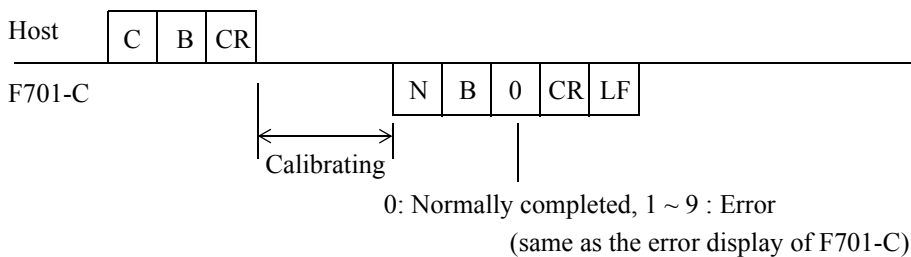 Host C B CR
F701-C N B 0 CR LF
Calibrating
0: Normally completed, 1 ~ 9 : Error
(same as the error display of F701-C)